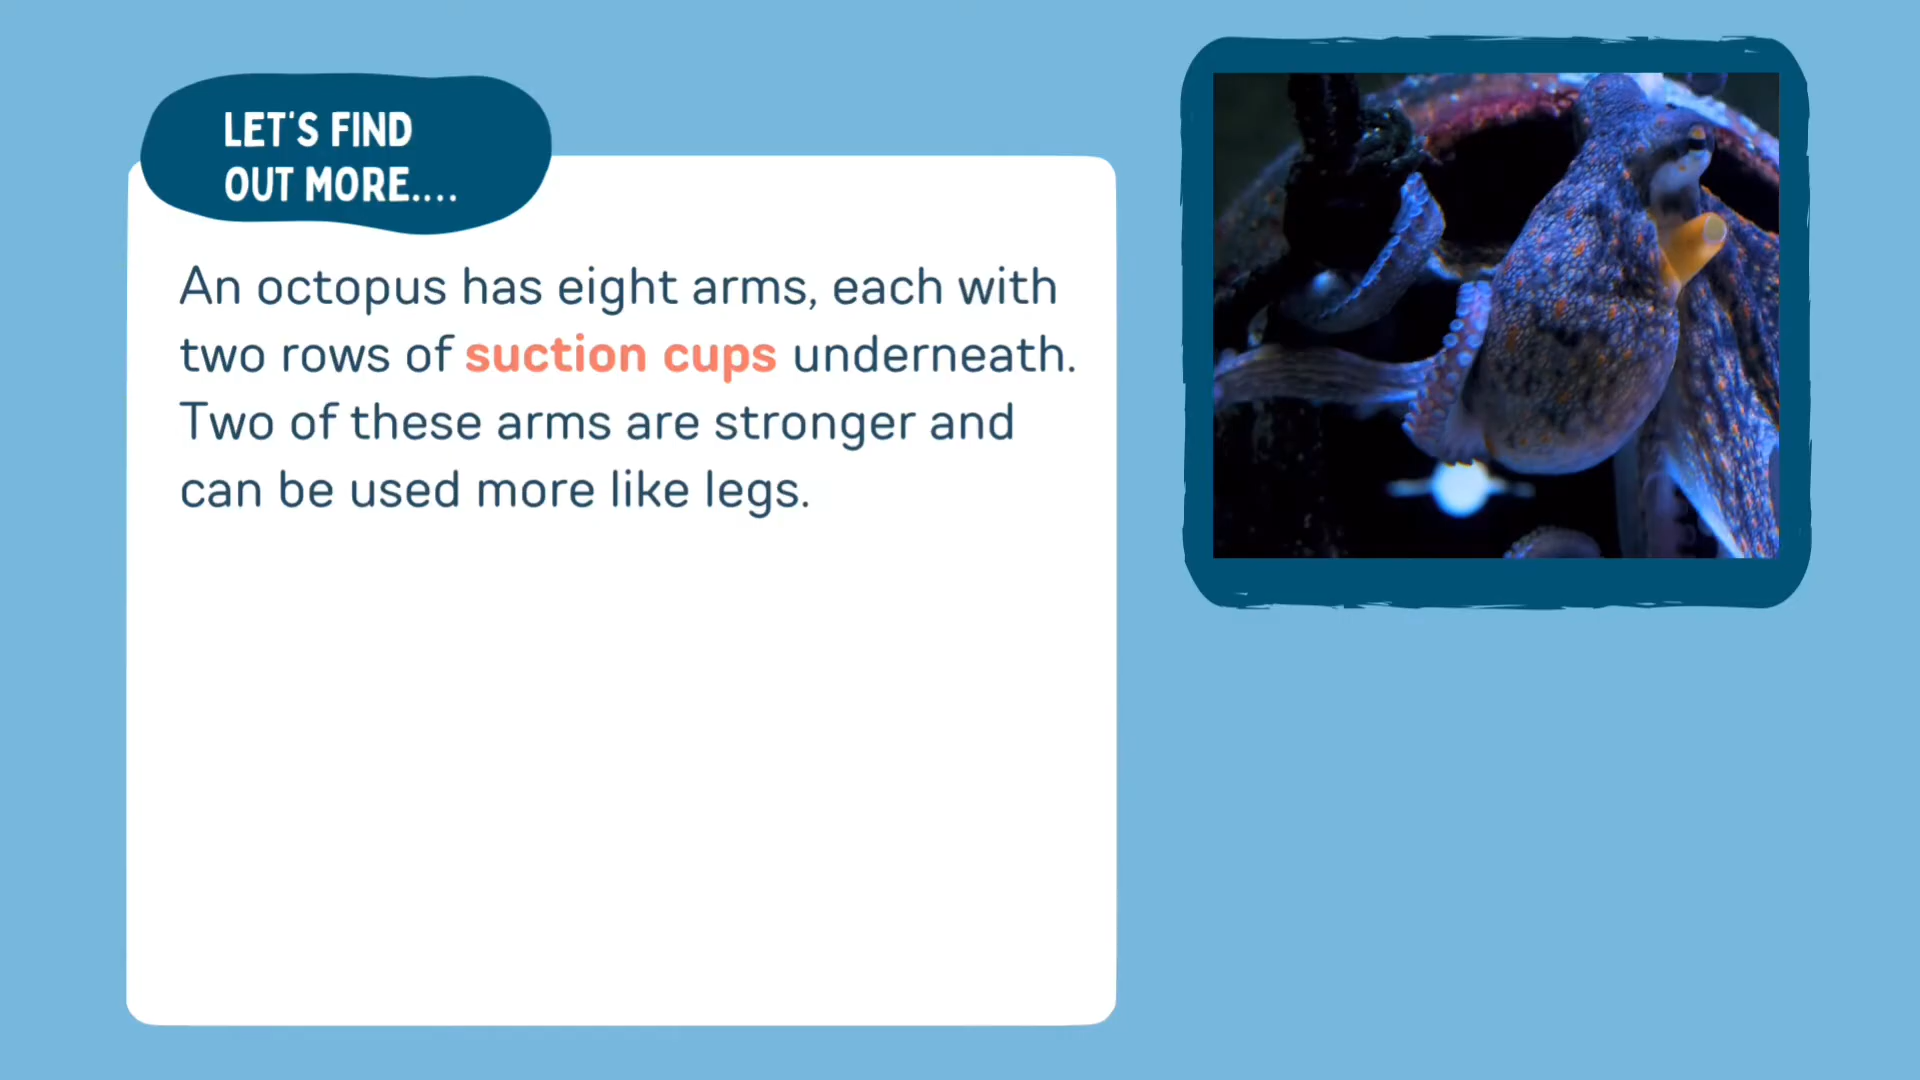 LET'S FIND
OUT MORE....
An octopus has eight arms, each with
two rows of suction cups underneath.
Two of these arms are stronger and
can be used more like legs.